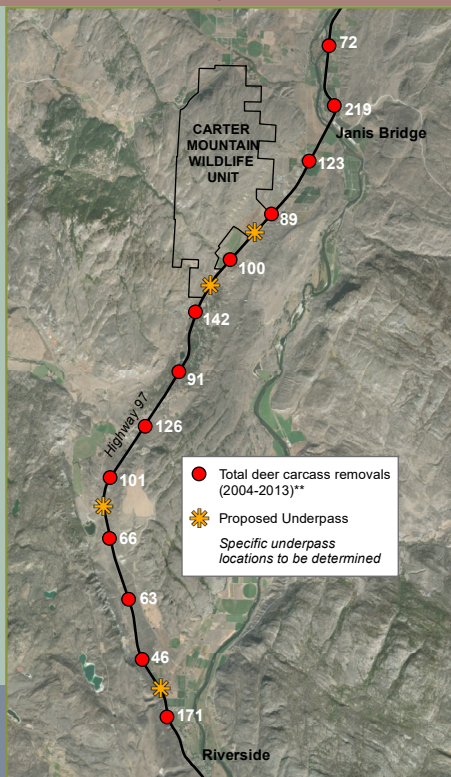 72
219
Janis Bridge
CARTER
MOUNTAIN
WILDLIFE
UNIT
123
89
100
142
91
Highway 97
126
101
66
63
46
171
Riverside
Total deer carcass removals
(2004-2013)**
Proposed Underpass
Specific underpass
locations to be determined